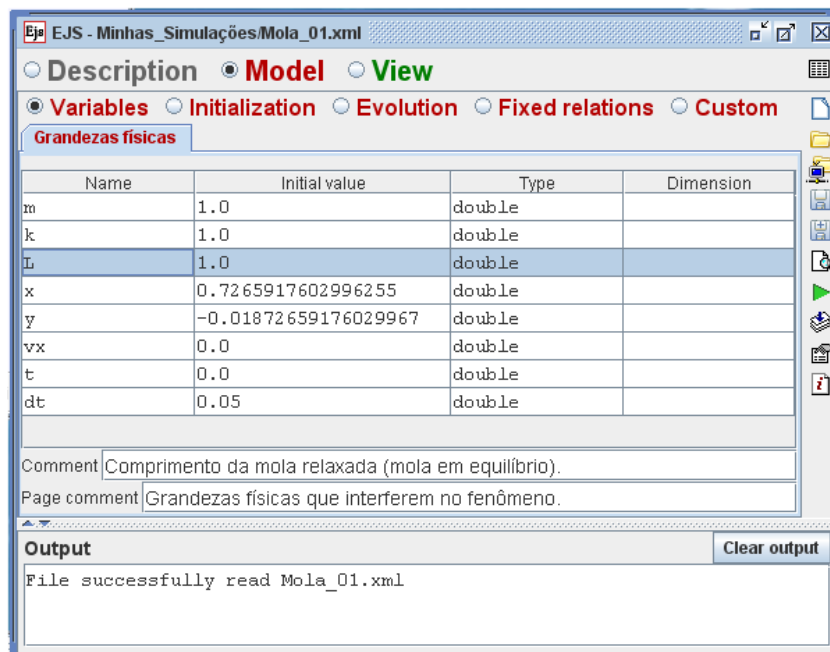 Ejs EJS - Minhas_Simulações/Mola_01.xml
Description Model View
Variables Initialization Evolution Fixed relations Custom
Grandezas físicas
Name Initial value Type Dimension
m 1.0 double
k 1.0 double
L 1.0 double
x 0.7265917602996255 double
y -0.01872659176029967 double
vx 0.0 double
t 0.0 double
dt 0.05 double
Comment Comprimento da mola relaxada (mola em equilíbrio).
Page comment Grandezas físicas que interferem no fenômeno.
Output Clear output
File successfully read Mola_01.xml